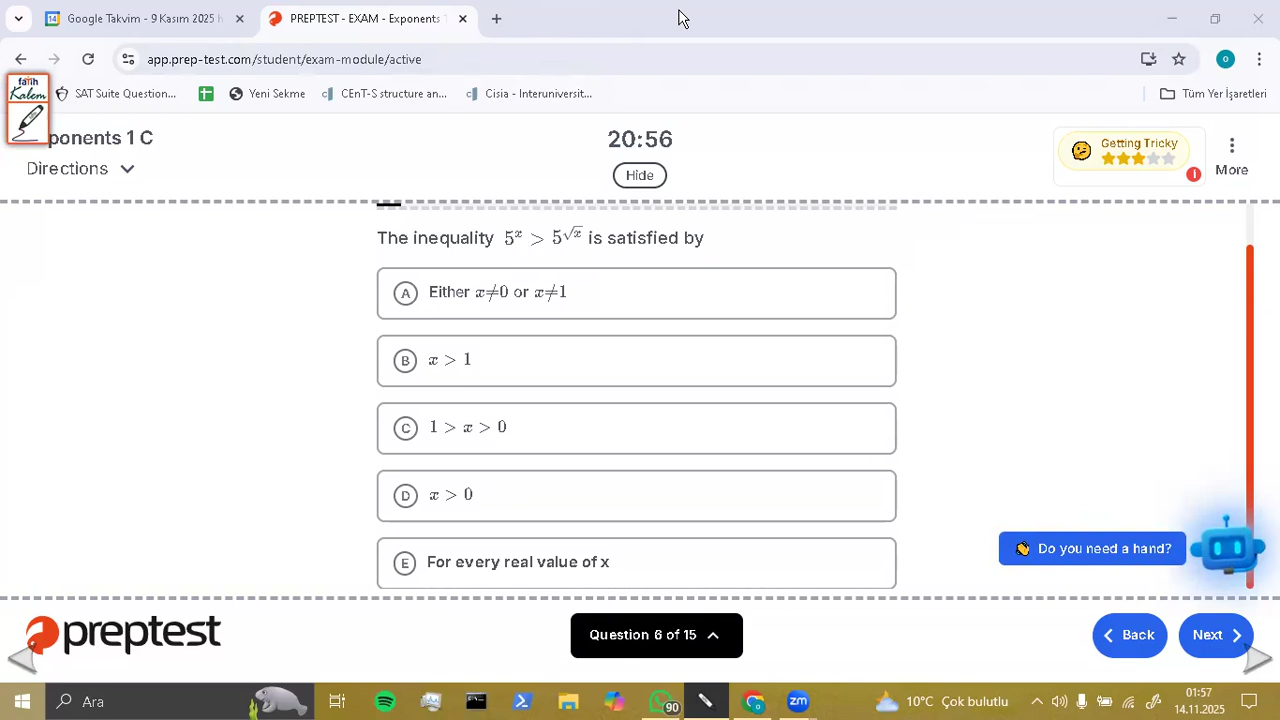 Google Takvim - 9 Kasım 2025 h
PREPTEST - EXAM - Exponents 1
app.prep-test.com/student/exam-module/active
o
fatih
Kalem
SAT Suite Question...
Yeni Sekme
CEnT-S structure an...
Cisia - Interuniversit...
Tüm Yer İşaretleri
ponents 1 C
Directions
20:56
Hide
Getting Tricky
More
The inequality 5^x > 5^√x is satisfied by
A Either x≠0 or x≠1
B x > 1
C 1 > x > 0
D x > 0
E For every real value of x
Do you need a hand?
preptest
Question 6 of 15
Back
Next
Ara
90
zm
10°C Çok bulutlu
01:57
14.11.2025